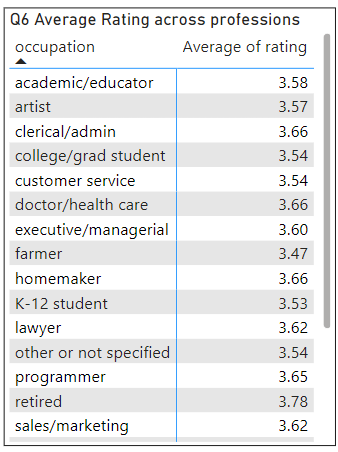 Q6 Average Rating across professions
occupation Average of rating
academic/educator 3.58
artist 3.57
clerical/admin 3.66
college/grad student 3.54
customer service 3.54
doctor/health care 3.66
executive/managerial 3.60
farmer 3.47
homemaker 3.66
K-12 student 3.53
lawyer 3.62
other or not specified 3.54
programmer 3.65
retired 3.78
sales/marketing 3.62